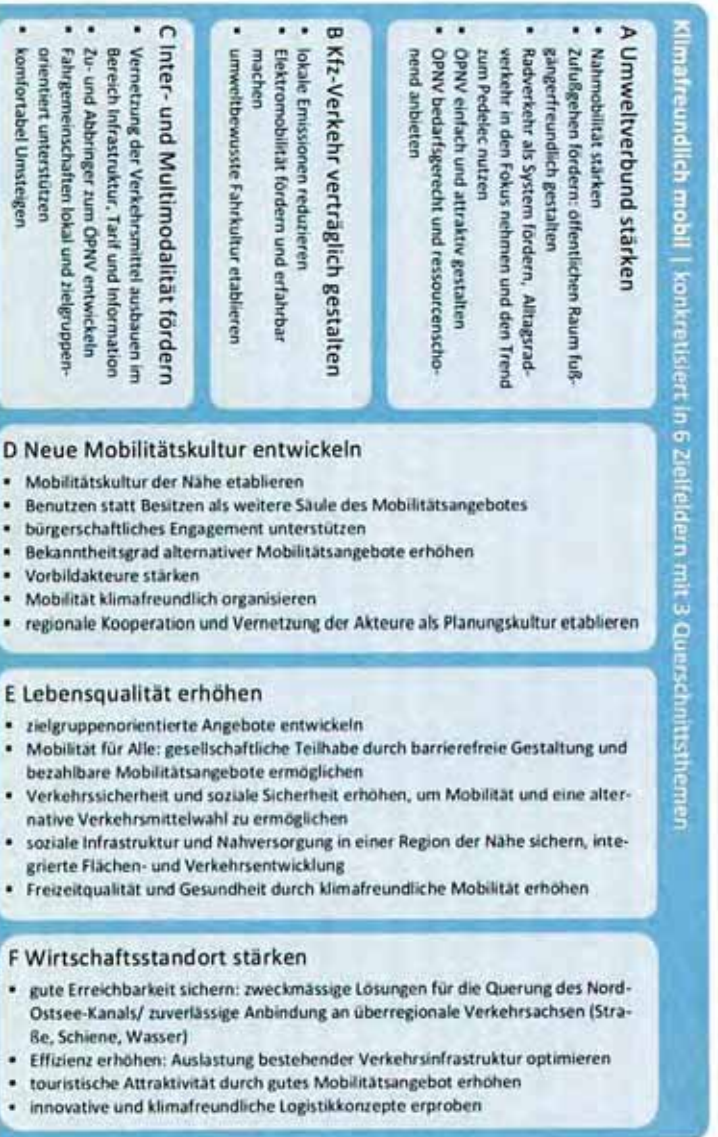 Klimafreundlich mobil | konkretisiert in 6 Zielfeldern mit 3 Querschnittsthemen
A Umweltverbund stärken
▪ Nahmobilität stärken
▪ Zufußgehen fördern: öffentlichen Raum fuß-
gängerfreundlich gestalten
▪ Radverkehr als System fördern, Alltagsrad-
verkehr in den Fokus nehmen und den Trend
zum Pedelec nutzen
▪ ÖPNV einfach und attraktiv gestalten
▪ ÖPNV bedarfsgerecht und ressourcenscho-
nend anbieten
B Kfz-Verkehr verträglich gestalten
▪ lokale Emissionen reduzieren
▪ Elektromobilität fördern und erfahrbar
machen
▪ umweltbewusste Fahrkultur etablieren
C Inter- und Multimodalität fördern
▪ Vernetzung der Verkehrsmittel ausbauen im
Bereich Infrastruktur, Tarif und Information
▪ Zu- und Abbringer zum ÖPNV entwickeln
▪ Fahrgemeinschaften lokal und zielgruppen-
orientiert unterstützen
▪ komfortabel Umsteigen
D Neue Mobilitätskultur entwickeln
▪ Mobilitätskultur der Nähe etablieren
▪ Benutzen statt Besitzen als weitere Säule des Mobilitätsangebotes
▪ bürgerschaftliches Engagement unterstützen
▪ Bekanntheitsgrad alternativer Mobilitätsangebote erhöhen
▪ Vorbildakteure stärken
▪ Mobilität klimafreundlich organisieren
▪ regionale Kooperation und Vernetzung der Akteure als Planungskultur etablieren
E Lebensqualität erhöhen
▪ zielgruppenorientierte Angebote entwickeln
▪ Mobilität für Alle: gesellschaftliche Teilhabe durch barrierefreie Gestaltung und
bezahlbare Mobilitätsangebote ermöglichen
▪ Verkehrssicherheit und soziale Sicherheit erhöhen, um Mobilität und eine alter-
native Verkehrsmittelwahl zu ermöglichen
▪ soziale Infrastruktur und Nahversorgung in einer Region der Nähe sichern, inte-
grierte Flächen- und Verkehrsentwicklung
▪ Freizeitqualität und Gesundheit durch klimafreundliche Mobilität erhöhen
F Wirtschaftsstandort stärken
▪ gute Erreichbarkeit sichern: zweckmässige Lösungen für die Querung des Nord-
Ostsee-Kanals/ zuverlässige Anbindung an überregionale Verkehrsachsen (Stra-
ße, Schiene, Wasser)
▪ Effizienz erhöhen: Auslastung bestehender Verkehrsinfrastruktur optimieren
▪ touristische Attraktivität durch gutes Mobilitätsangebot erhöhen
▪ innovative und klimafreundliche Logistikkonzepte erproben